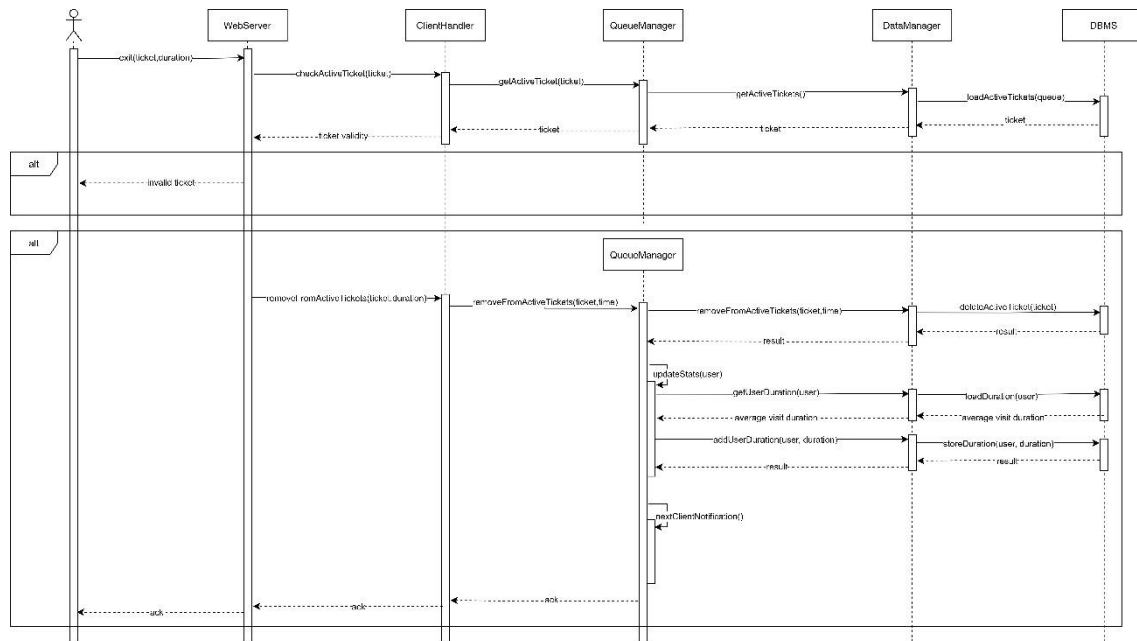 WebServer
ClientHandler
QueueManager
DataManager
DBMS
exit(ticket,duration)
checkActiveTicket(ticket)
getActiveTicket(ticket)
getActiveTickets()
loadActiveTickets(queue)
ticket
ticket
ticket
ticket validity
alt
invalid ticket
alt
QueueManager
removeFromActiveTickets(ticket,duration)
removeFromActiveTickets(ticket,time)
removeFromActiveTickets(ticket,time)
deleteActiveTicket(ticket)
result
result
updateStats(user)
getUserDuration(user)
loadDuration(user)
average visit duration
average visit duration
addUserDuration(user, duration)
storeDuration(user, duration)
result
result
nextClientNotification()
ack
ack
ack